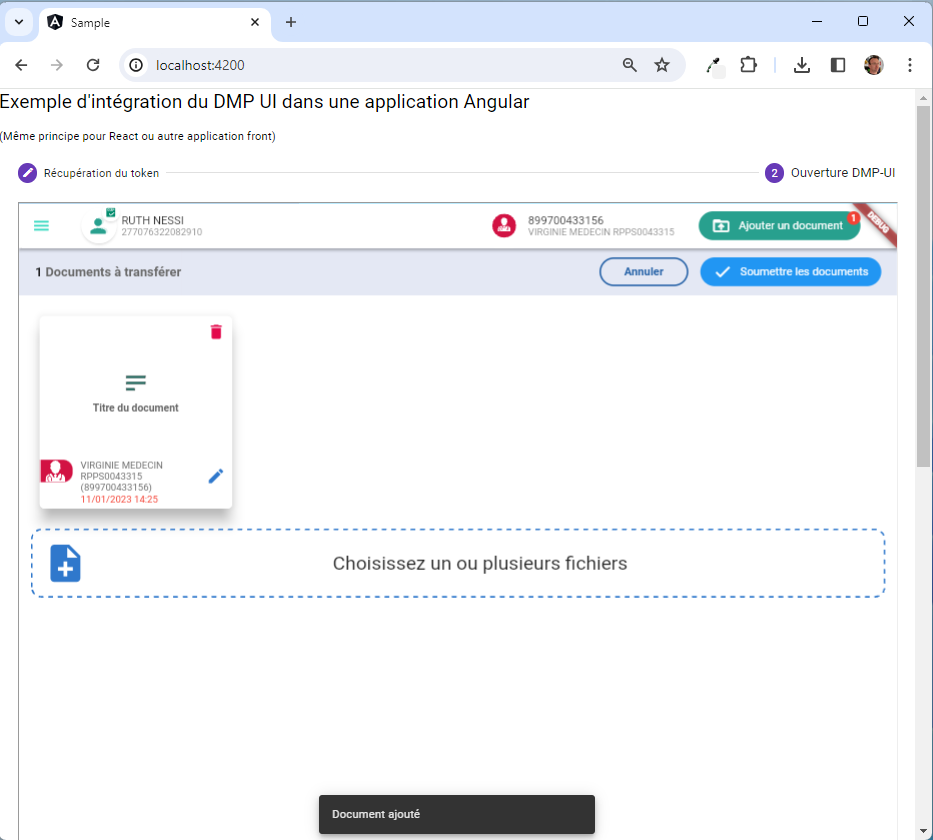 Sample
localhost:4200
Exemple d'intégration du DMP UI dans une application Angular
(Même principe pour React ou autre application front)
Récupération du token
2 Ouverture DMP-UI
RUTH NESSI
277076322082910
899700433156
VIRGINIE MEDECIN RPPS0043315
Ajouter un document
1
DEBUG
1 Documents à transférer
Annuler
Soumettre les documents
Titre du document
VIRGINIE MEDECIN
RPPS0043315
(899700433156)
11/01/2023 14:25
Choisissez un ou plusieurs fichiers
Document ajouté